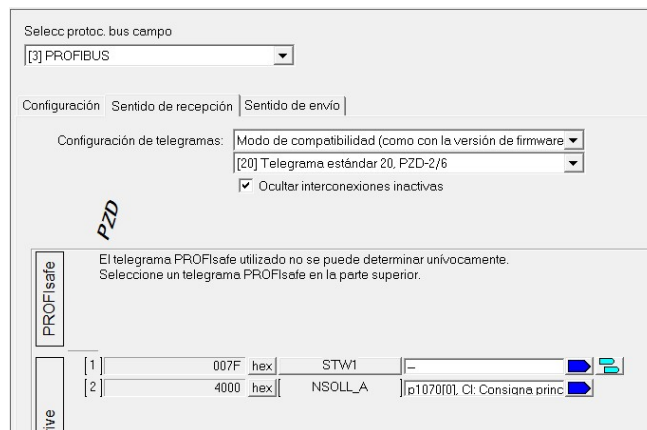 Selecc protoc. bus campo
[3] PROFIBUS
Configuración Sentido de recepción Sentido de envío
Configuración de telegramas: Modo de compatibilidad (como con la versión de firmware
[20] Telegrama estándar 20, PZD-2/6
Ocultar interconexiones inactivas
PZD
El telegrama PROFIsafe utilizado no se puede determinar unívocamente.
Seleccione un telegrama PROFIsafe en la parte superior.
PROFIsafe
[1] 007F hex STW1 –
[2] 4000 hex[ NSOLL_A ] p1070[0], CI: Consigna princ
ive